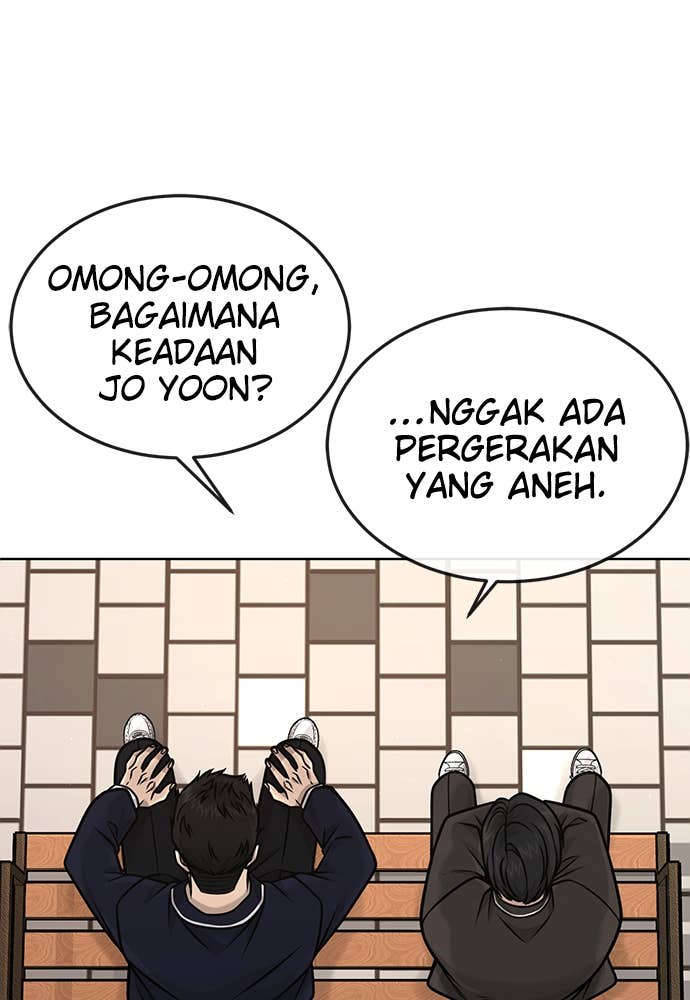 OMONG-OMONG,
BAGAIMANA
KEADAAN
JO YOON?
...NGGAK ADA
PERGERAKAN
YANG ANEH.